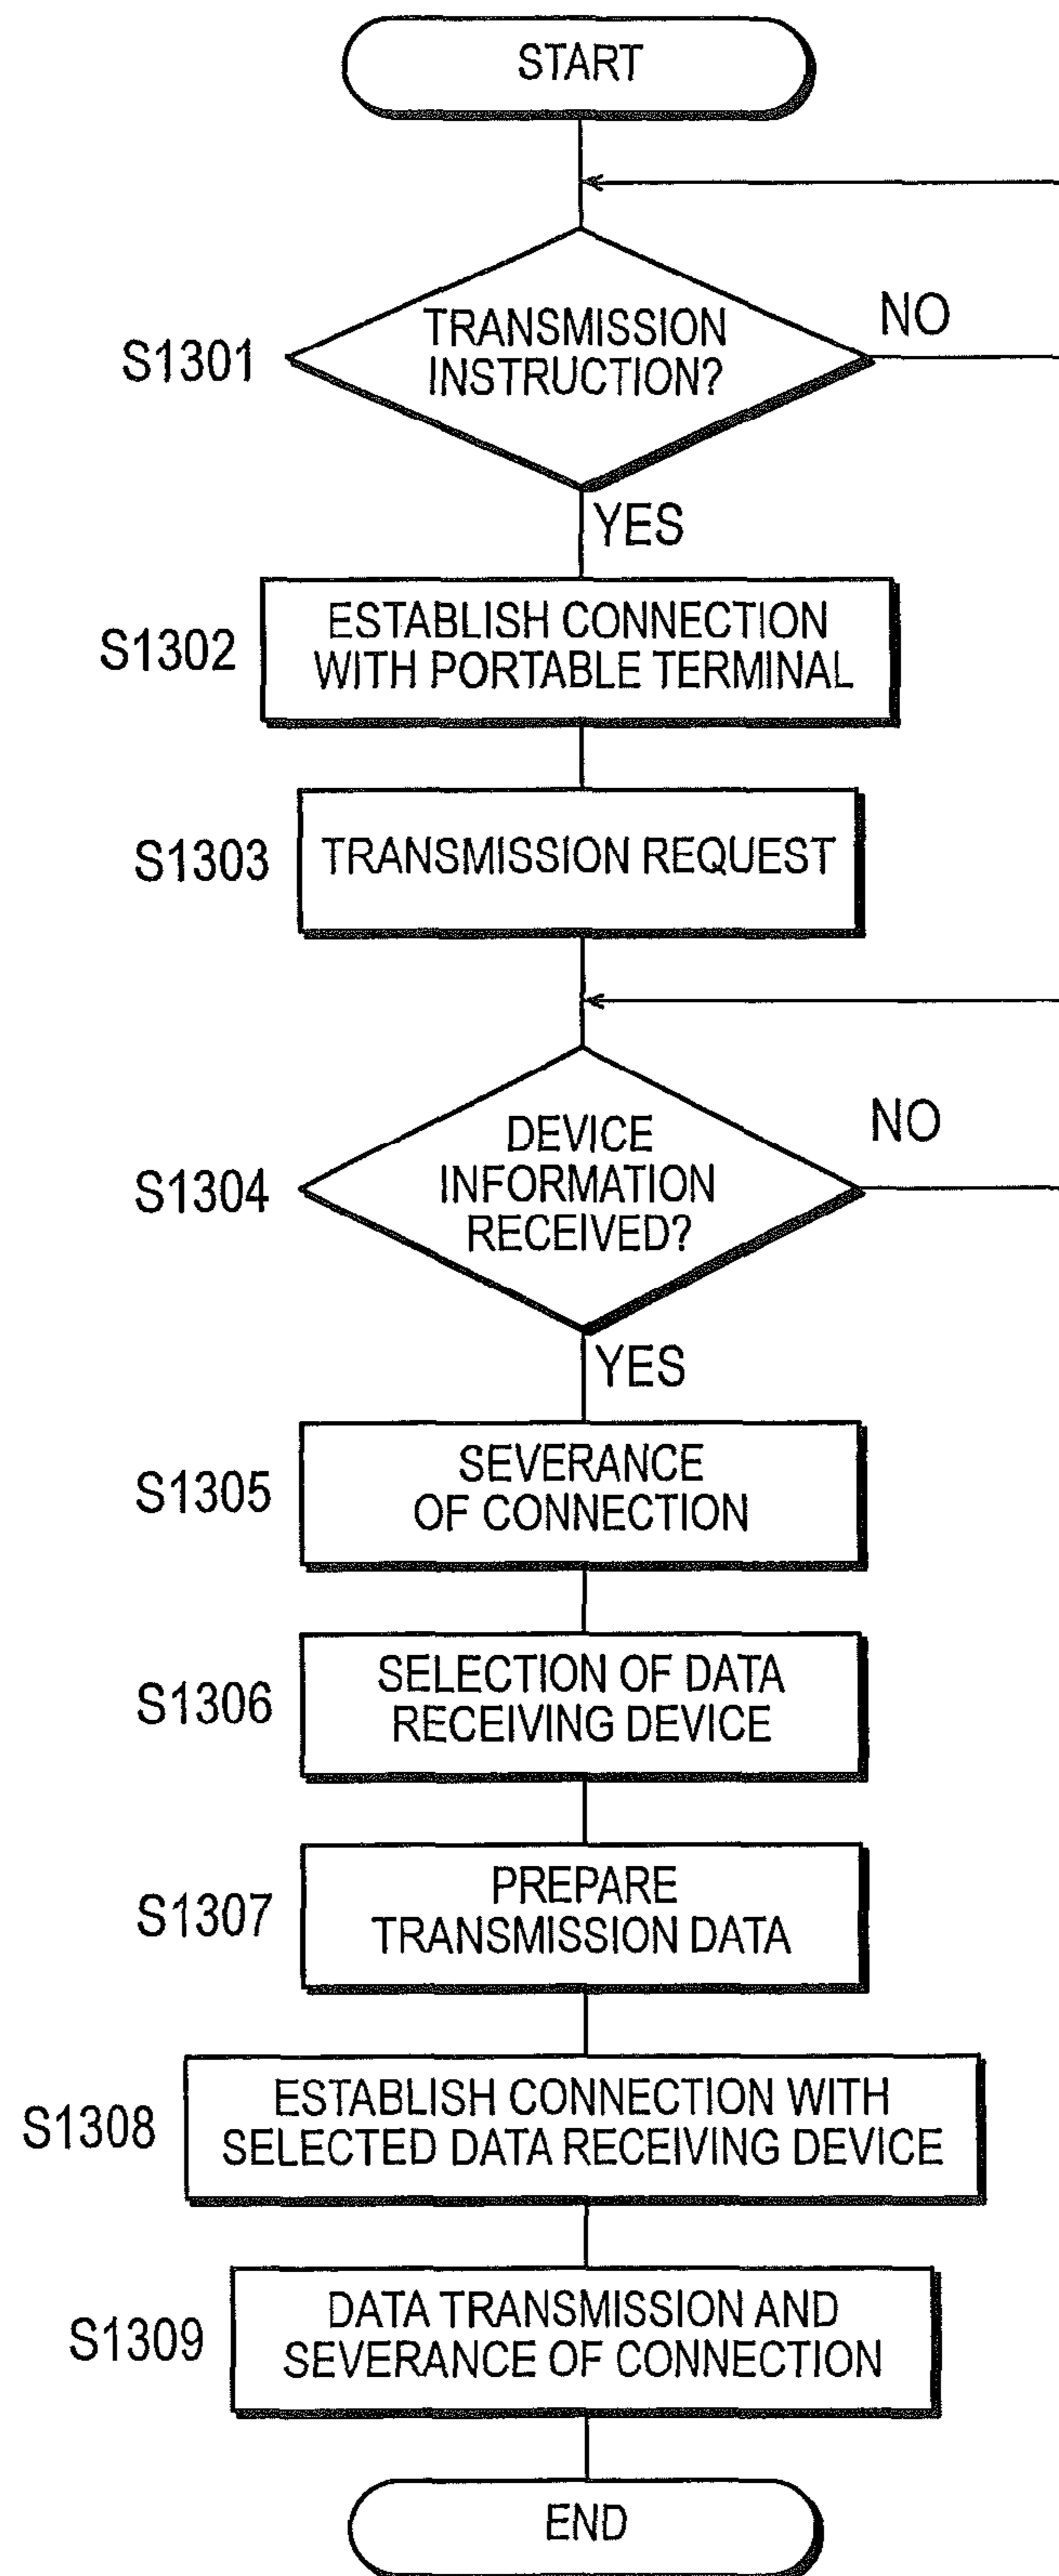 START
S1301
TRANSMISSION
INSTRUCTION?
NO
YES
S1302
ESTABLISH CONNECTION
WITH PORTABLE TERMINAL
S1303
TRANSMISSION REQUEST
S1304
DEVICE
INFORMATION
RECEIVED?
NO
YES
S1305
SEVERANCE
OF CONNECTION
S1306
SELECTION OF DATA
RECEIVING DEVICE
S1307
PREPARE
TRANSMISSION DATA
S1308
ESTABLISH CONNECTION WITH
SELECTED DATA RECEIVING DEVICE
S1309
DATA TRANSMISSION AND
SEVERANCE OF CONNECTION
END